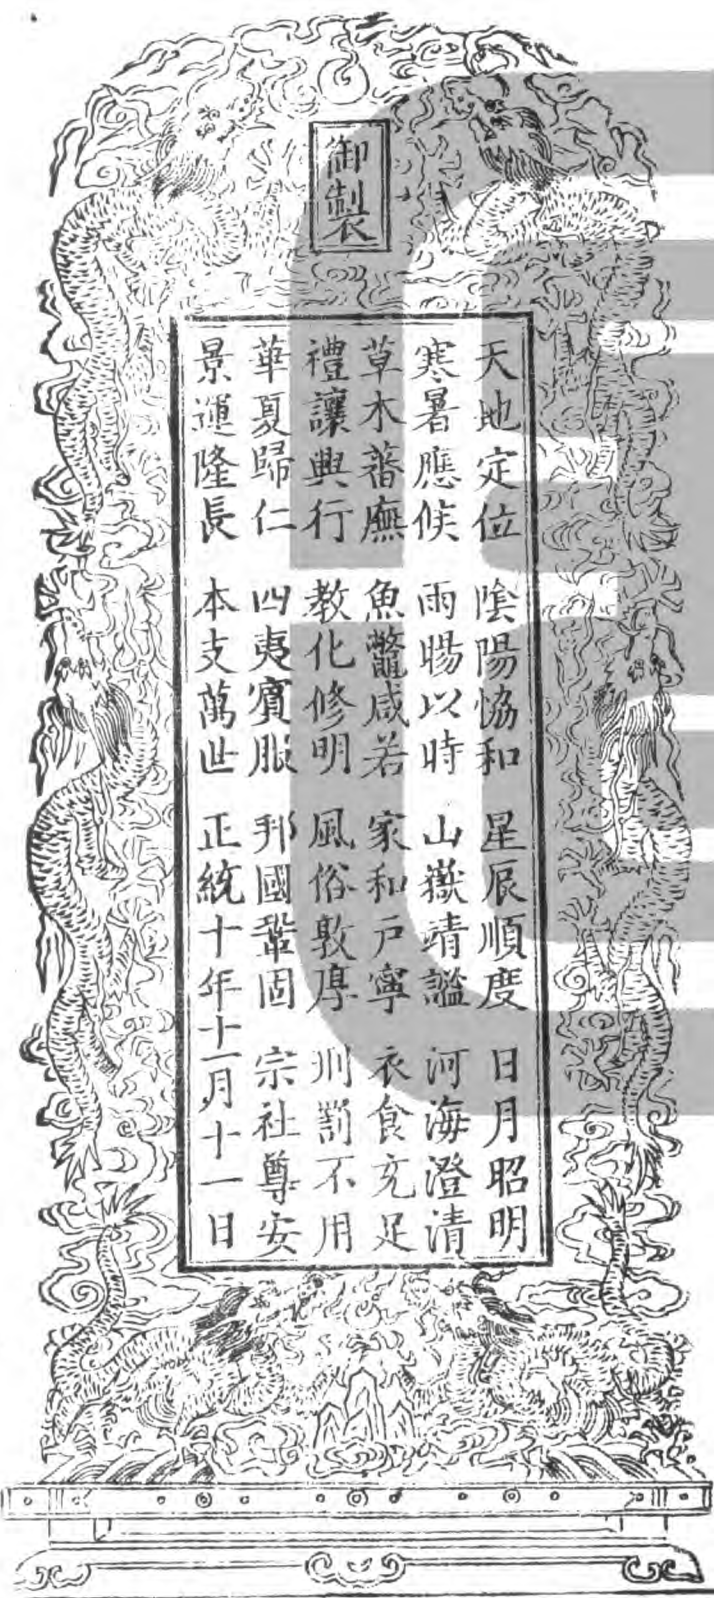 御製
天地定位 陰陽恊和 星辰順度 日月昭明
寒暑應候 雨暘以時 山嶽靖謐 河海澄清
草木蕃廡 魚鼈咸若 家和户寧 衣食充足
禮讓興行 教化修明 風俗敦厚 刑罰不用
華夏歸仁 四夷賓服 邦國鞏固 宗社尊安
景運隆長 本支萬世 正統十年十一月十一日